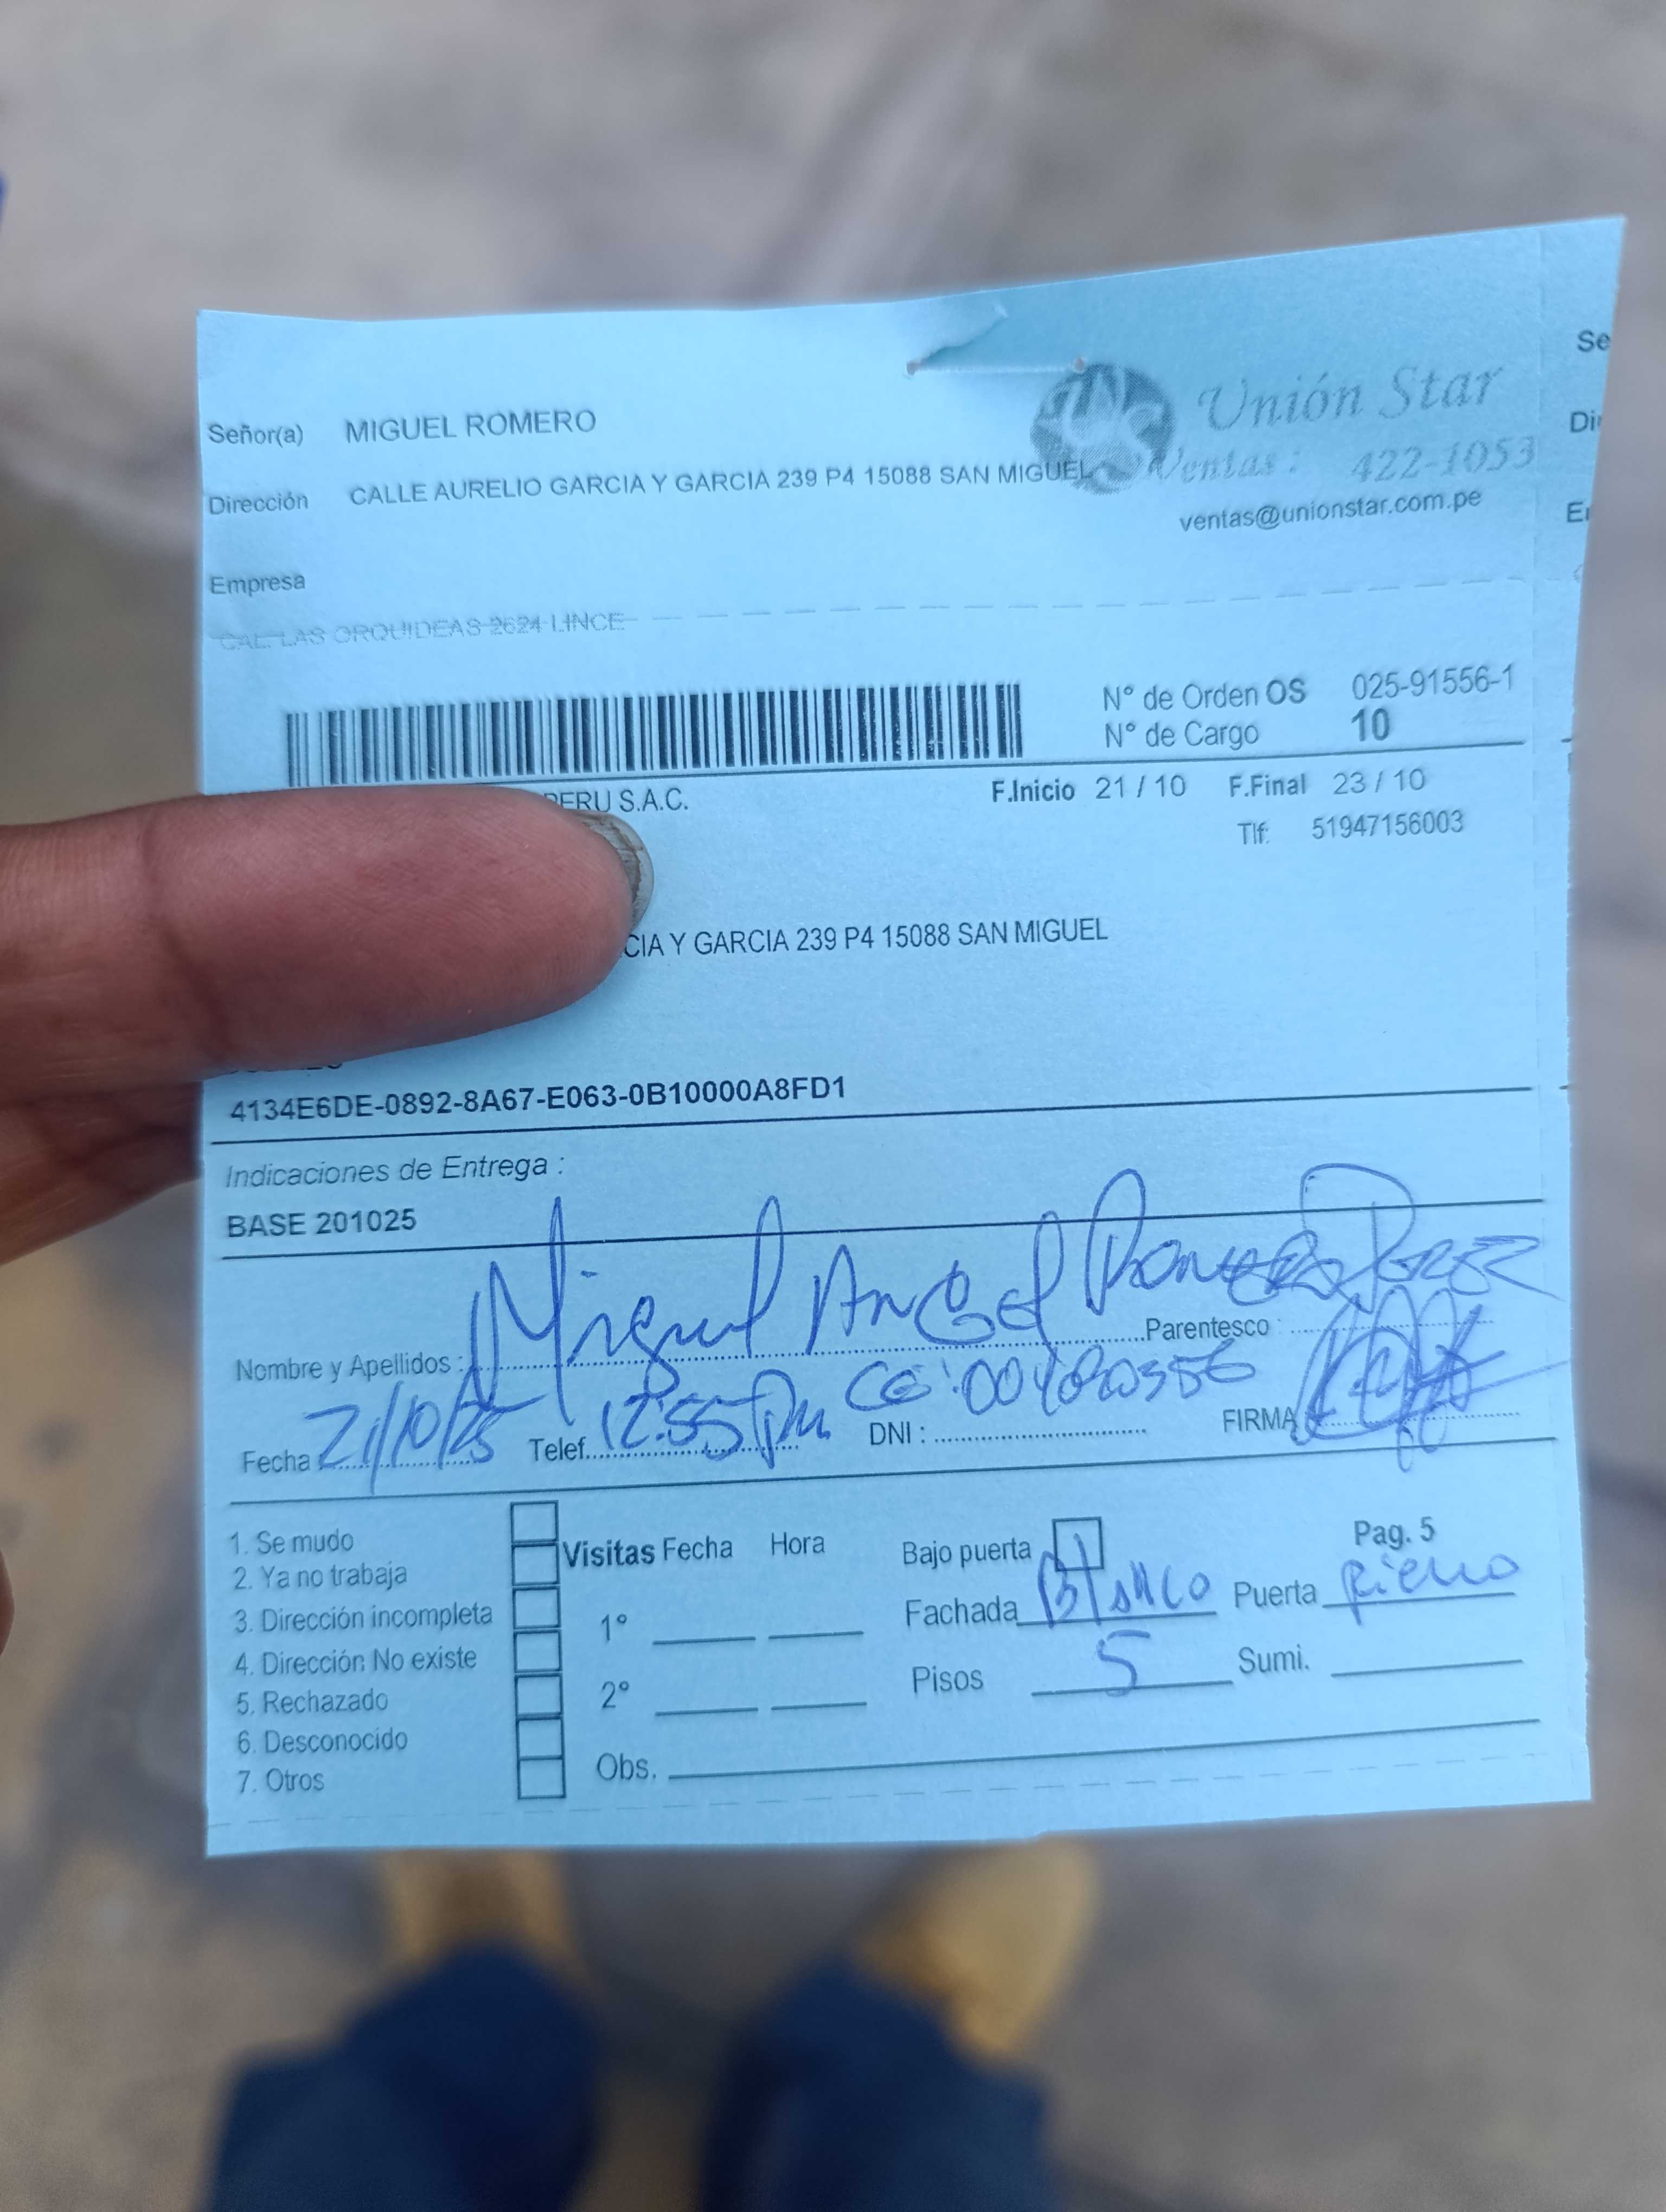 Señor(a) MIGUEL ROMERO
Unión Star
Dirección CALLE AURELIO GARCIA Y GARCIA 239 P4 15088 SAN MIGUEL
Ventas : 422-1053
ventas@unionstar.com.pe
Empresa
CAL. LAS ORQUIDEAS 2624 LINCE
N° de Orden OS 025-91556-1
N° de Cargo 10
PERU S.A.C. F.Inicio 21 / 10 F.Final 23 / 10
Tlf: 51947156003
CIA Y GARCIA 239 P4 15088 SAN MIGUEL
4134E6DE-0892-8A67-E063-0B10000A8FD1
Indicaciones de Entrega :
BASE 201025
Nombre y Apellidos : Miguel Angel Romero Perez Parentesco :
Fecha 21/10/25 Telef. 12:55 Pm DNI : CE: FIRMA
1. Se mudo
2. Ya no trabaja
3. Dirección incompleta
4. Dirección No existe
5. Rechazado
6. Desconocido
7. Otros
Visitas Fecha Hora
1°
2°
Obs.
Bajo puerta Pag. 5
Fachada Blanco Puerta Fierro
Pisos 5 Sumi.
Se
Di